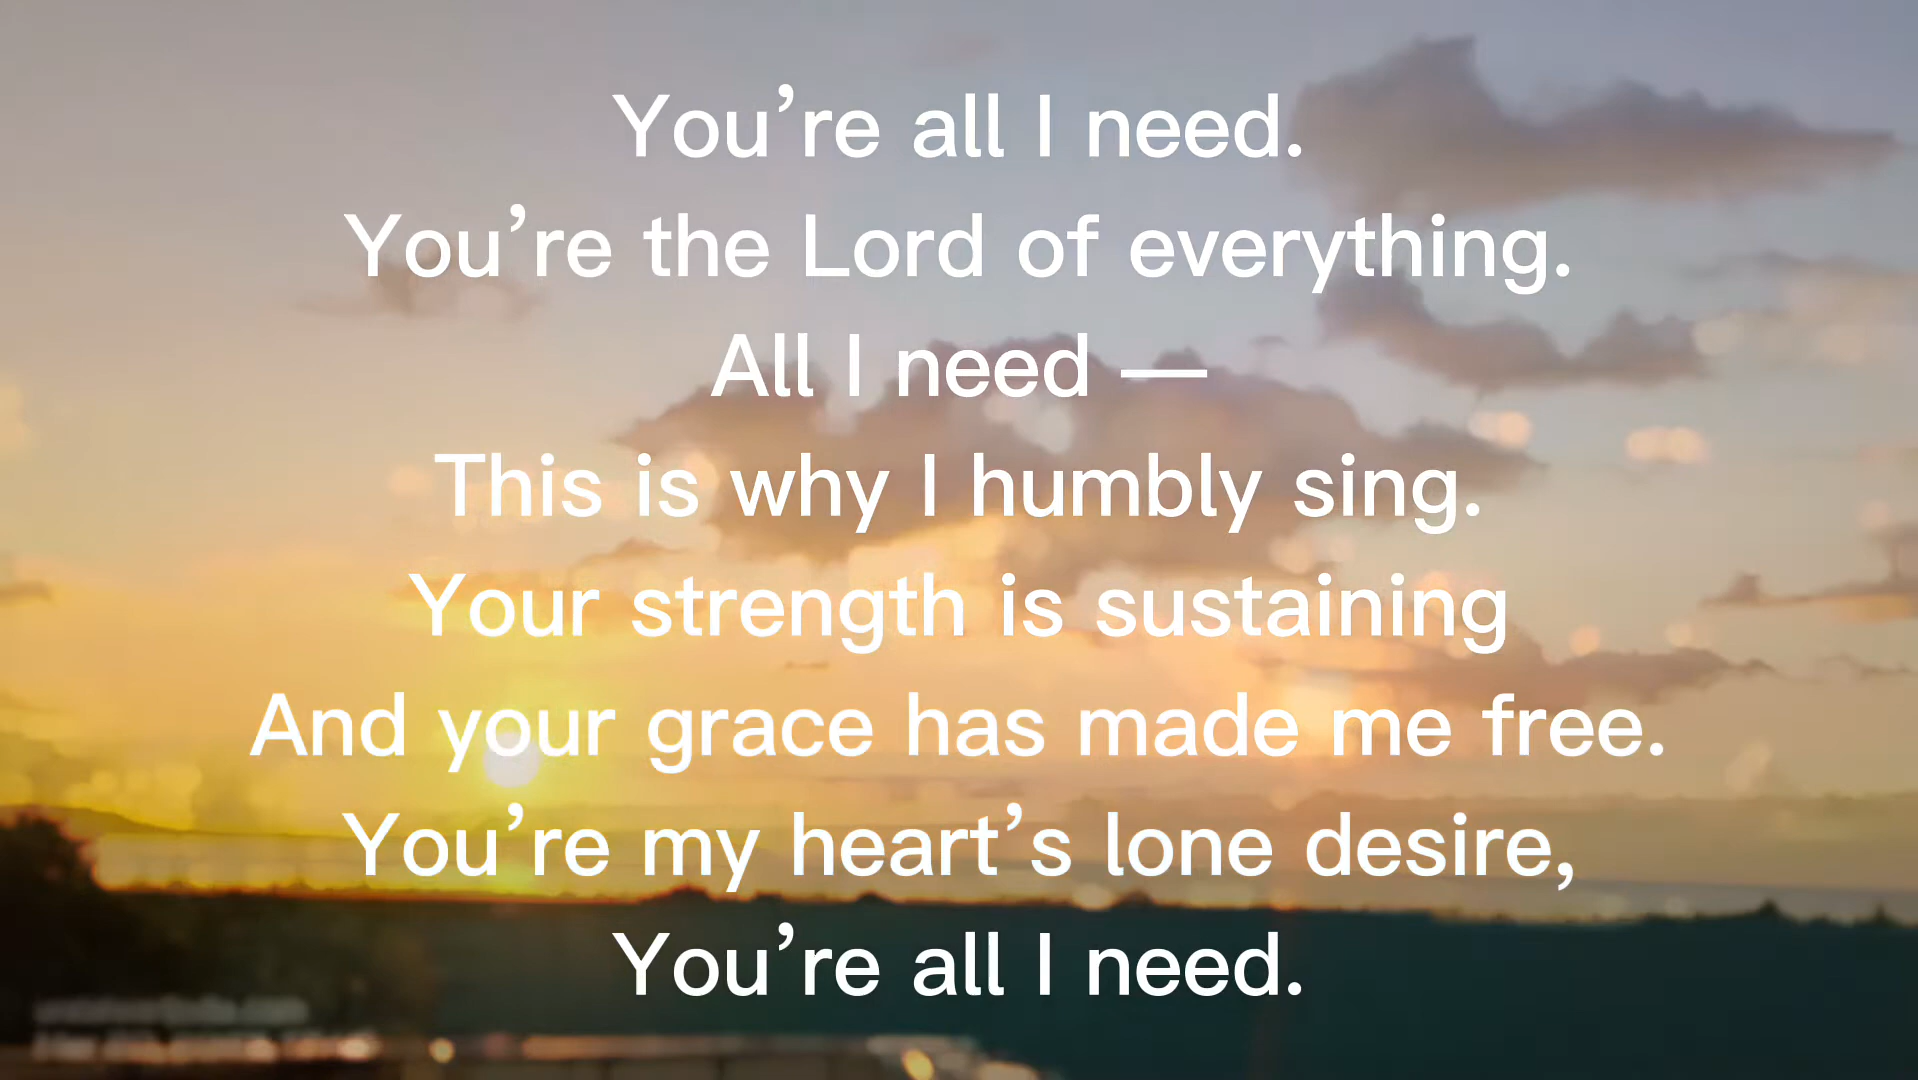 You’re all I need.
You’re the Lord of everything.
All I need —
This is why I humbly sing.
Your strength is sustaining
And your grace has made me free.
You’re my heart’s lone desire,
You’re all I need.